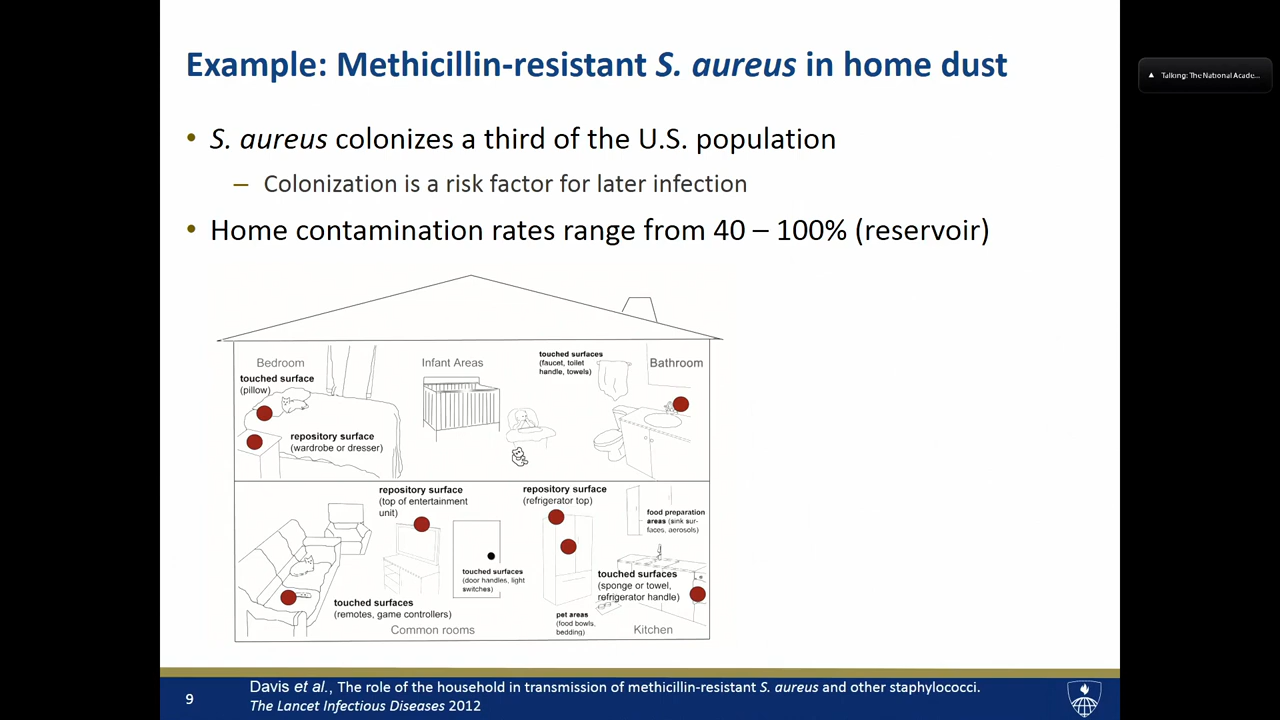 Example: Methicillin-resistant S. aureus in home dust
▲ Talking: The National Acade...
• S. aureus colonizes a third of the U.S. population
– Colonization is a risk factor for later infection
• Home contamination rates range from 40 – 100% (reservoir)
Bedroom
touched surface
(pillow)
repository surface
(wardrobe or dresser)
Infant Areas
touched surfaces
(faucet, toilet
handle, towels)
Bathroom
repository surface
(top of entertainment
unit)
touched surfaces
(door handles, light
switches)
touched surfaces
(remotes, game controllers)
Common rooms
repository surface
(refrigerator top)
food preparation
areas (sink sur-
faces, aerosols)
touched surfaces
(sponge or towel,
refrigerator handle)
pet areas
(food bowls,
bedding)
Kitchen
9
Davis et al., The role of the household in transmission of methicillin-resistant S. aureus and other staphylococci.
The Lancet Infectious Diseases 2012